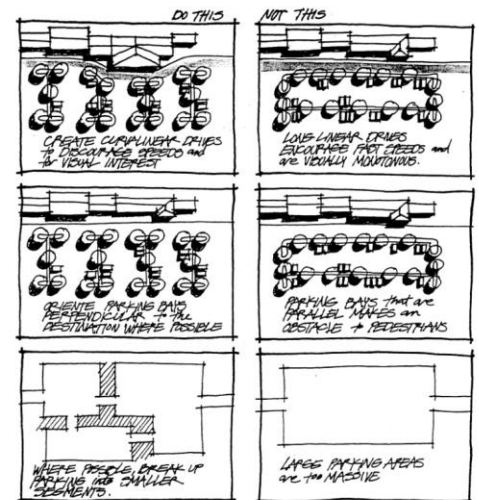 DO THIS
NOT THIS
CREATE CURVILINEAR DRIVES
to DISCOURAGE SPEEDS and
for VISUAL INTEREST
LONG LINEAR DRIVES
ENCOURAGE FAST SPEEDS and
are VISUALLY MONOTONOUS.
ORIENTE PARKING BAYS
PERPENDICULAR to the
DESTINATION WHERE POSSIBLE
PARKING BAYS that are
PARALLEL MAKES an
OBSTACLE to PEDESTRIANS
WHERE POSSIBLE, BREAK UP
PARKING into SMALLER
SEGMENTS.
LARGE PARKING AREAS
are too MASSIVE